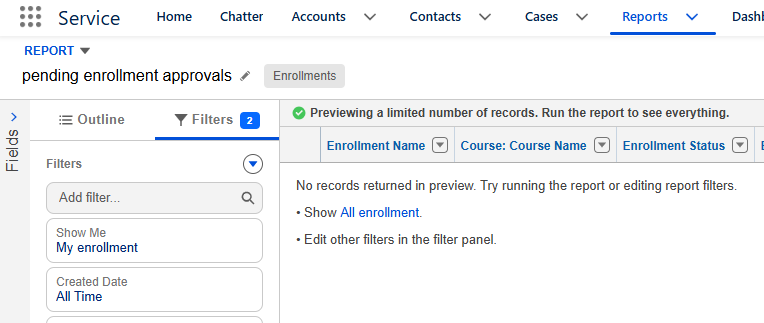 Service Home Chatter Accounts Contacts Cases Reports Dash
REPORT
pending enrollment approvals Enrollments
Fields
Outline Filters 2
Filters
Add filter...
Show Me
My enrollment
Created Date
All Time
Previewing a limited number of records. Run the report to see everything.
Enrollment Name Course: Course Name Enrollment Status
No records returned in preview. Try running the report or editing report filters.
• Show All enrollment.
• Edit other filters in the filter panel.